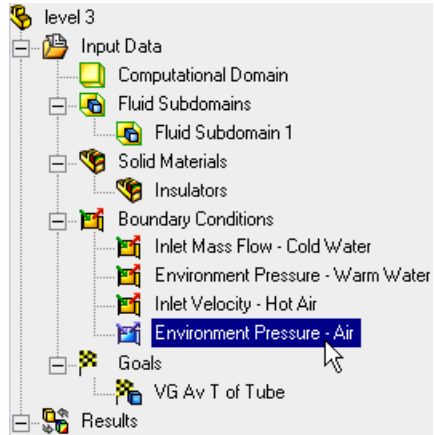 level 3
Input Data
Computational Domain
Fluid Subdomains
Fluid Subdomain 1
Solid Materials
Insulators
Boundary Conditions
Inlet Mass Flow - Cold Water
Environment Pressure - Warm Water
Inlet Velocity - Hot Air
Environment Pressure - Air
Goals
VG Av T of Tube
Results